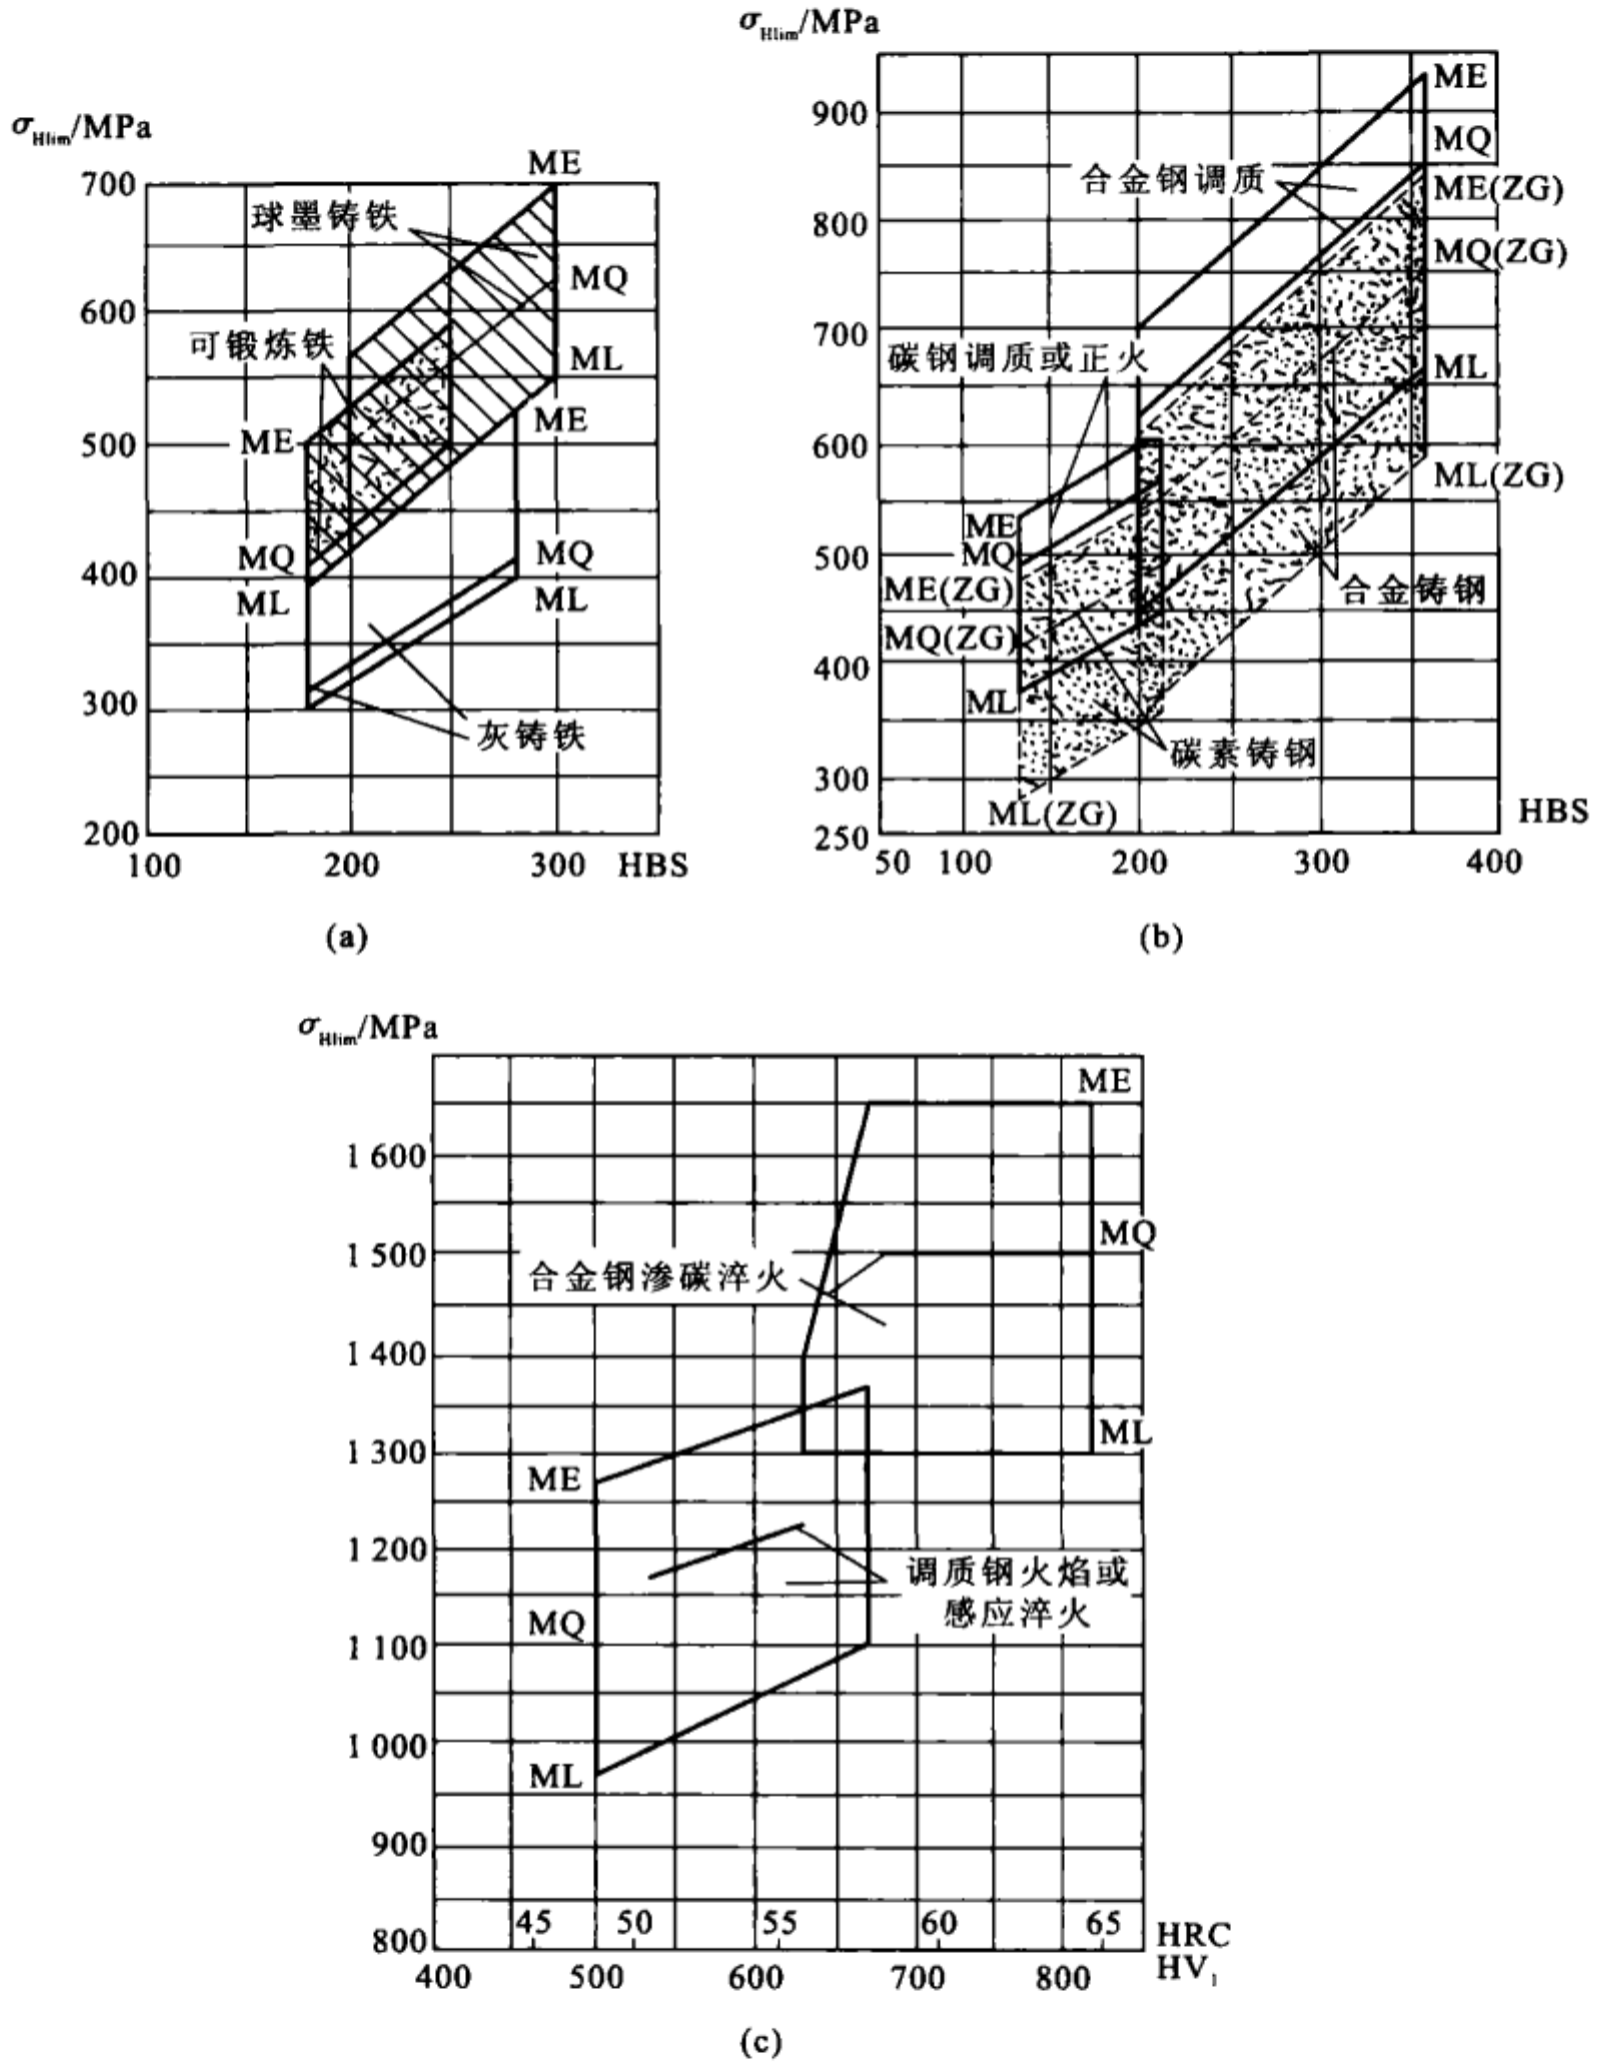 σHlim/MPa
700
600
500
400
300
200
100
200
300
HBS
ME
球墨铸铁
MQ
可锻炼铁
ML
ME
ME
MQ
MQ
ML
ML
灰铸铁
(a)
σHlim/MPa
900
800
700
600
500
400
300
250
50
100
200
300
400
HBS
ME
MQ
合金钢调质
ME(ZG)
MQ(ZG)
碳钢调质或正火
ML
ML(ZG)
ME
MQ
ME(ZG)
合金铸钢
MQ(ZG)
ML
碳素铸钢
ML(ZG)
(b)
σHlim/MPa
1 600
1 500
1 400
1 300
1 200
1 100
1 000
900
800
ME
MQ
合金钢渗碳淬火
ML
ME
调质钢火焰或
感应淬火
MQ
ML
45
50
55
60
65
HRC
400
500
600
700
800
HV1
(c)